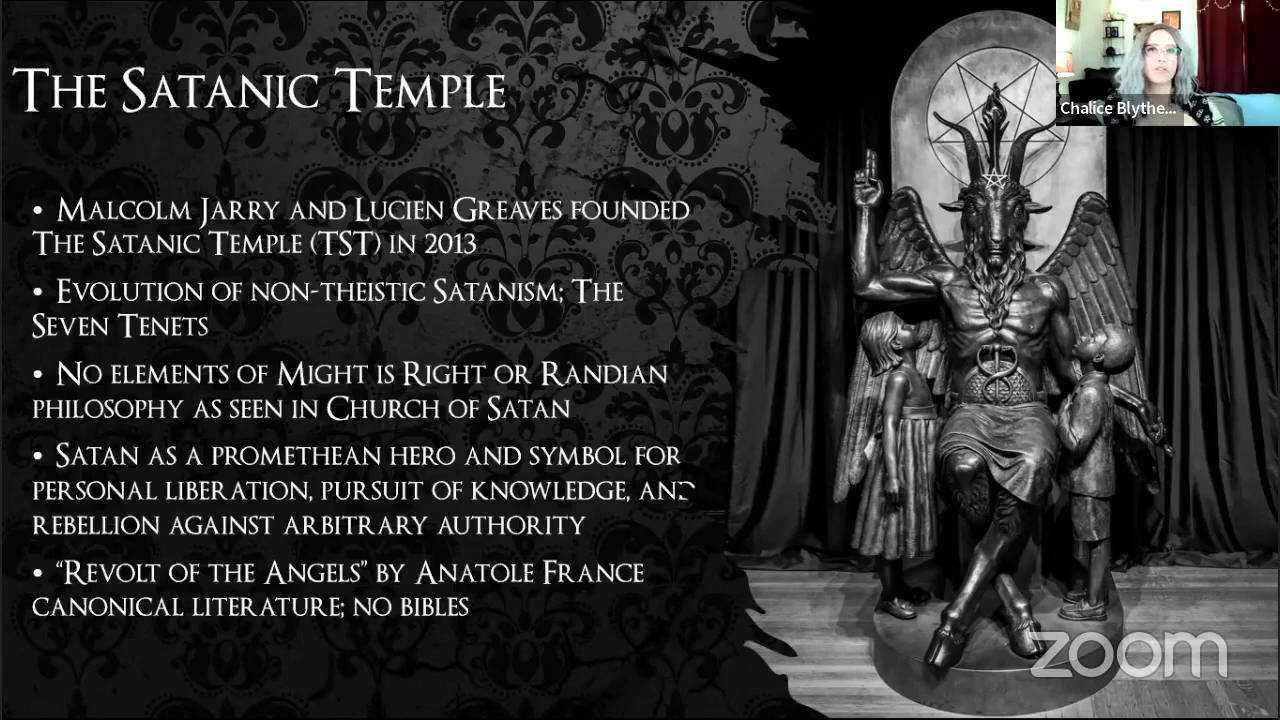 The Satanic Temple
Chalice Blythe...
• Malcolm Jarry and Lucien Greaves founded
The Satanic Temple (TST) in 2013
• Evolution of non-theistic Satanism; The
Seven Tenets
• No elements of Might is Right or Randian
philosophy as seen in Church of Satan
• Satan as a promethean hero and symbol for
personal liberation, pursuit of knowledge, and
rebellion against arbitrary authority
• “Revolt of the Angels” by Anatole France
canonical literature; no bibles
zoom